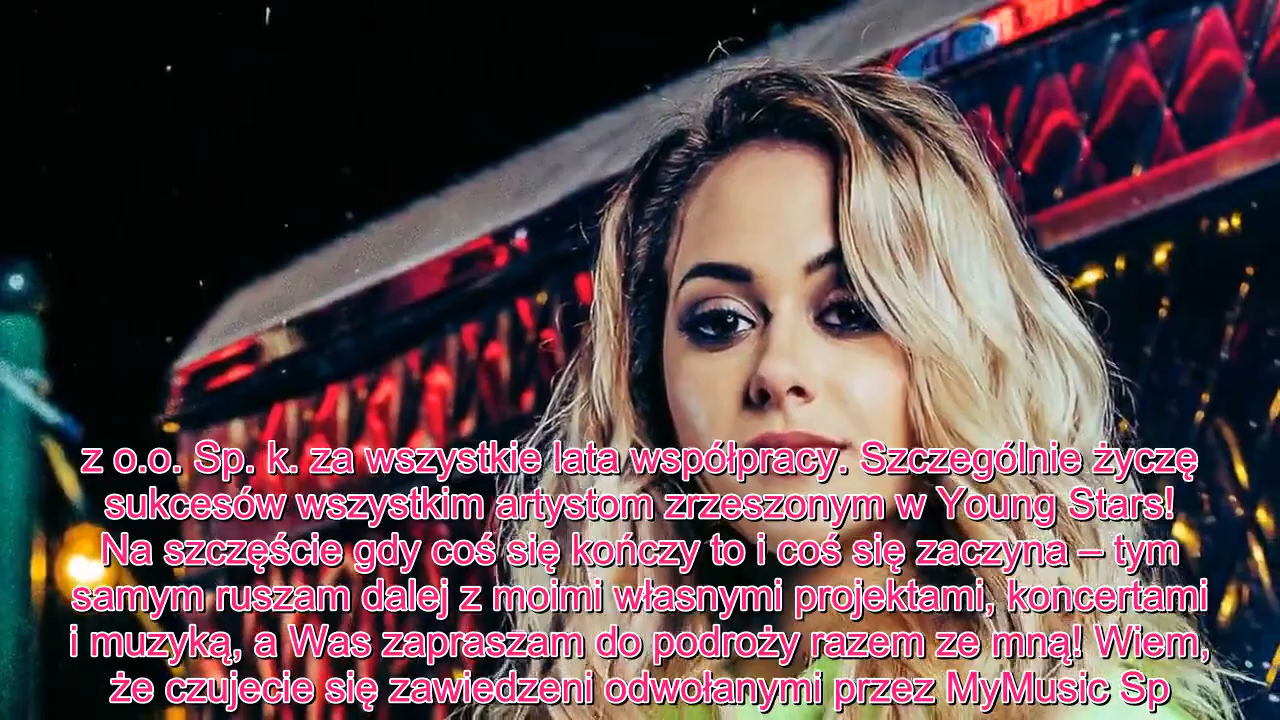 z o.o. Sp. k. za wszystkie lata współpracy. Szczególnie życzę
sukcesów wszystkim artystom zrzeszonym w Young Stars!
Na szczęście gdy coś się kończy to i coś się zaczyna – tym
samym ruszam dalej z moimi własnymi projektami, koncertami
i muzyką, a Was zapraszam do podroży razem ze mną! Wiem,
że czujecie się zawiedzeni odwołanymi przez MyMusic Sp